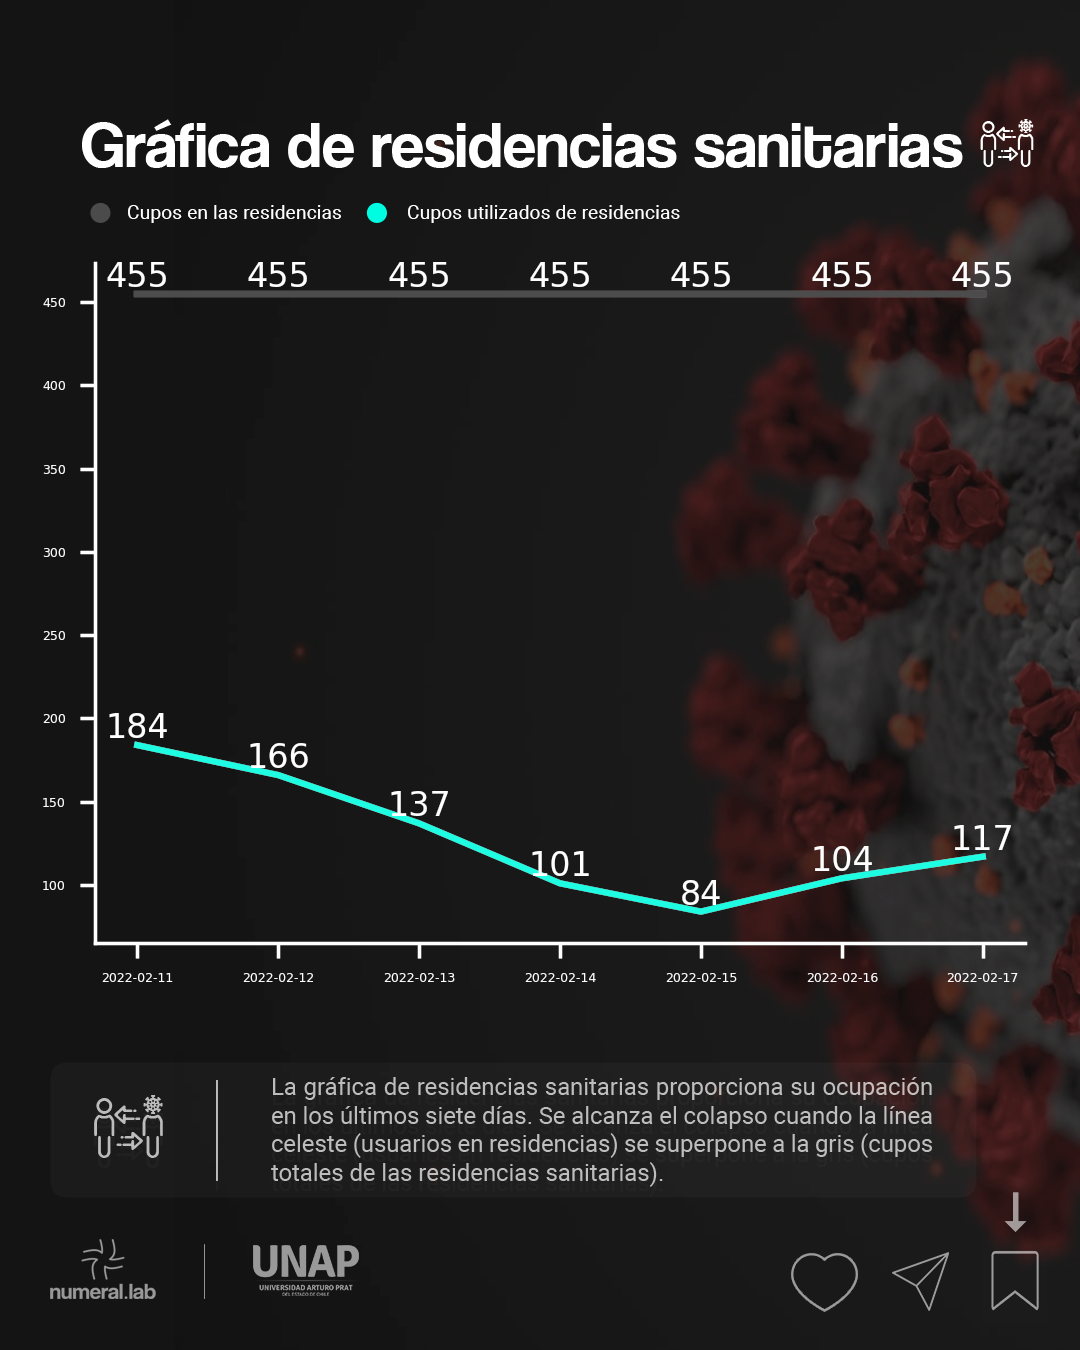 Gráfica de residencias sanitarias
Cupos en las residencias
Cupos utilizados de residencias
455 455 455 455 455 455 455
450
400
350
300
250
200
150
100
184
166
137
101
84
104
117
2022-02-11 2022-02-12 2022-02-13 2022-02-14 2022-02-15 2022-02-16 2022-02-17
La gráfica de residencias sanitarias proporciona su ocupación
en los últimos siete días. Se alcanza el colapso cuando la línea
celeste (usuarios en residencias) se superpone a la gris (cupos
totales de las residencias sanitarias).
numeral.lab
UNAP
UNIVERSIDAD ARTURO PRAT
DEL ESTADO DE CHILE